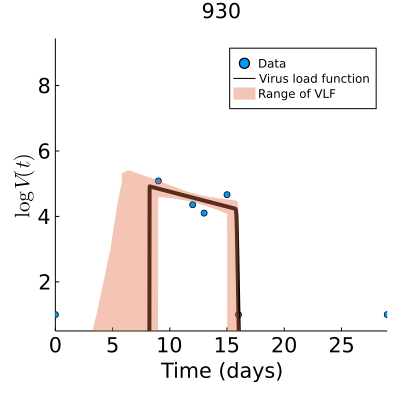 930
Data
Virus load function
Range of VLF
log V(t)
8
6
4
2
0 5 10 15 20 25
Time (days)